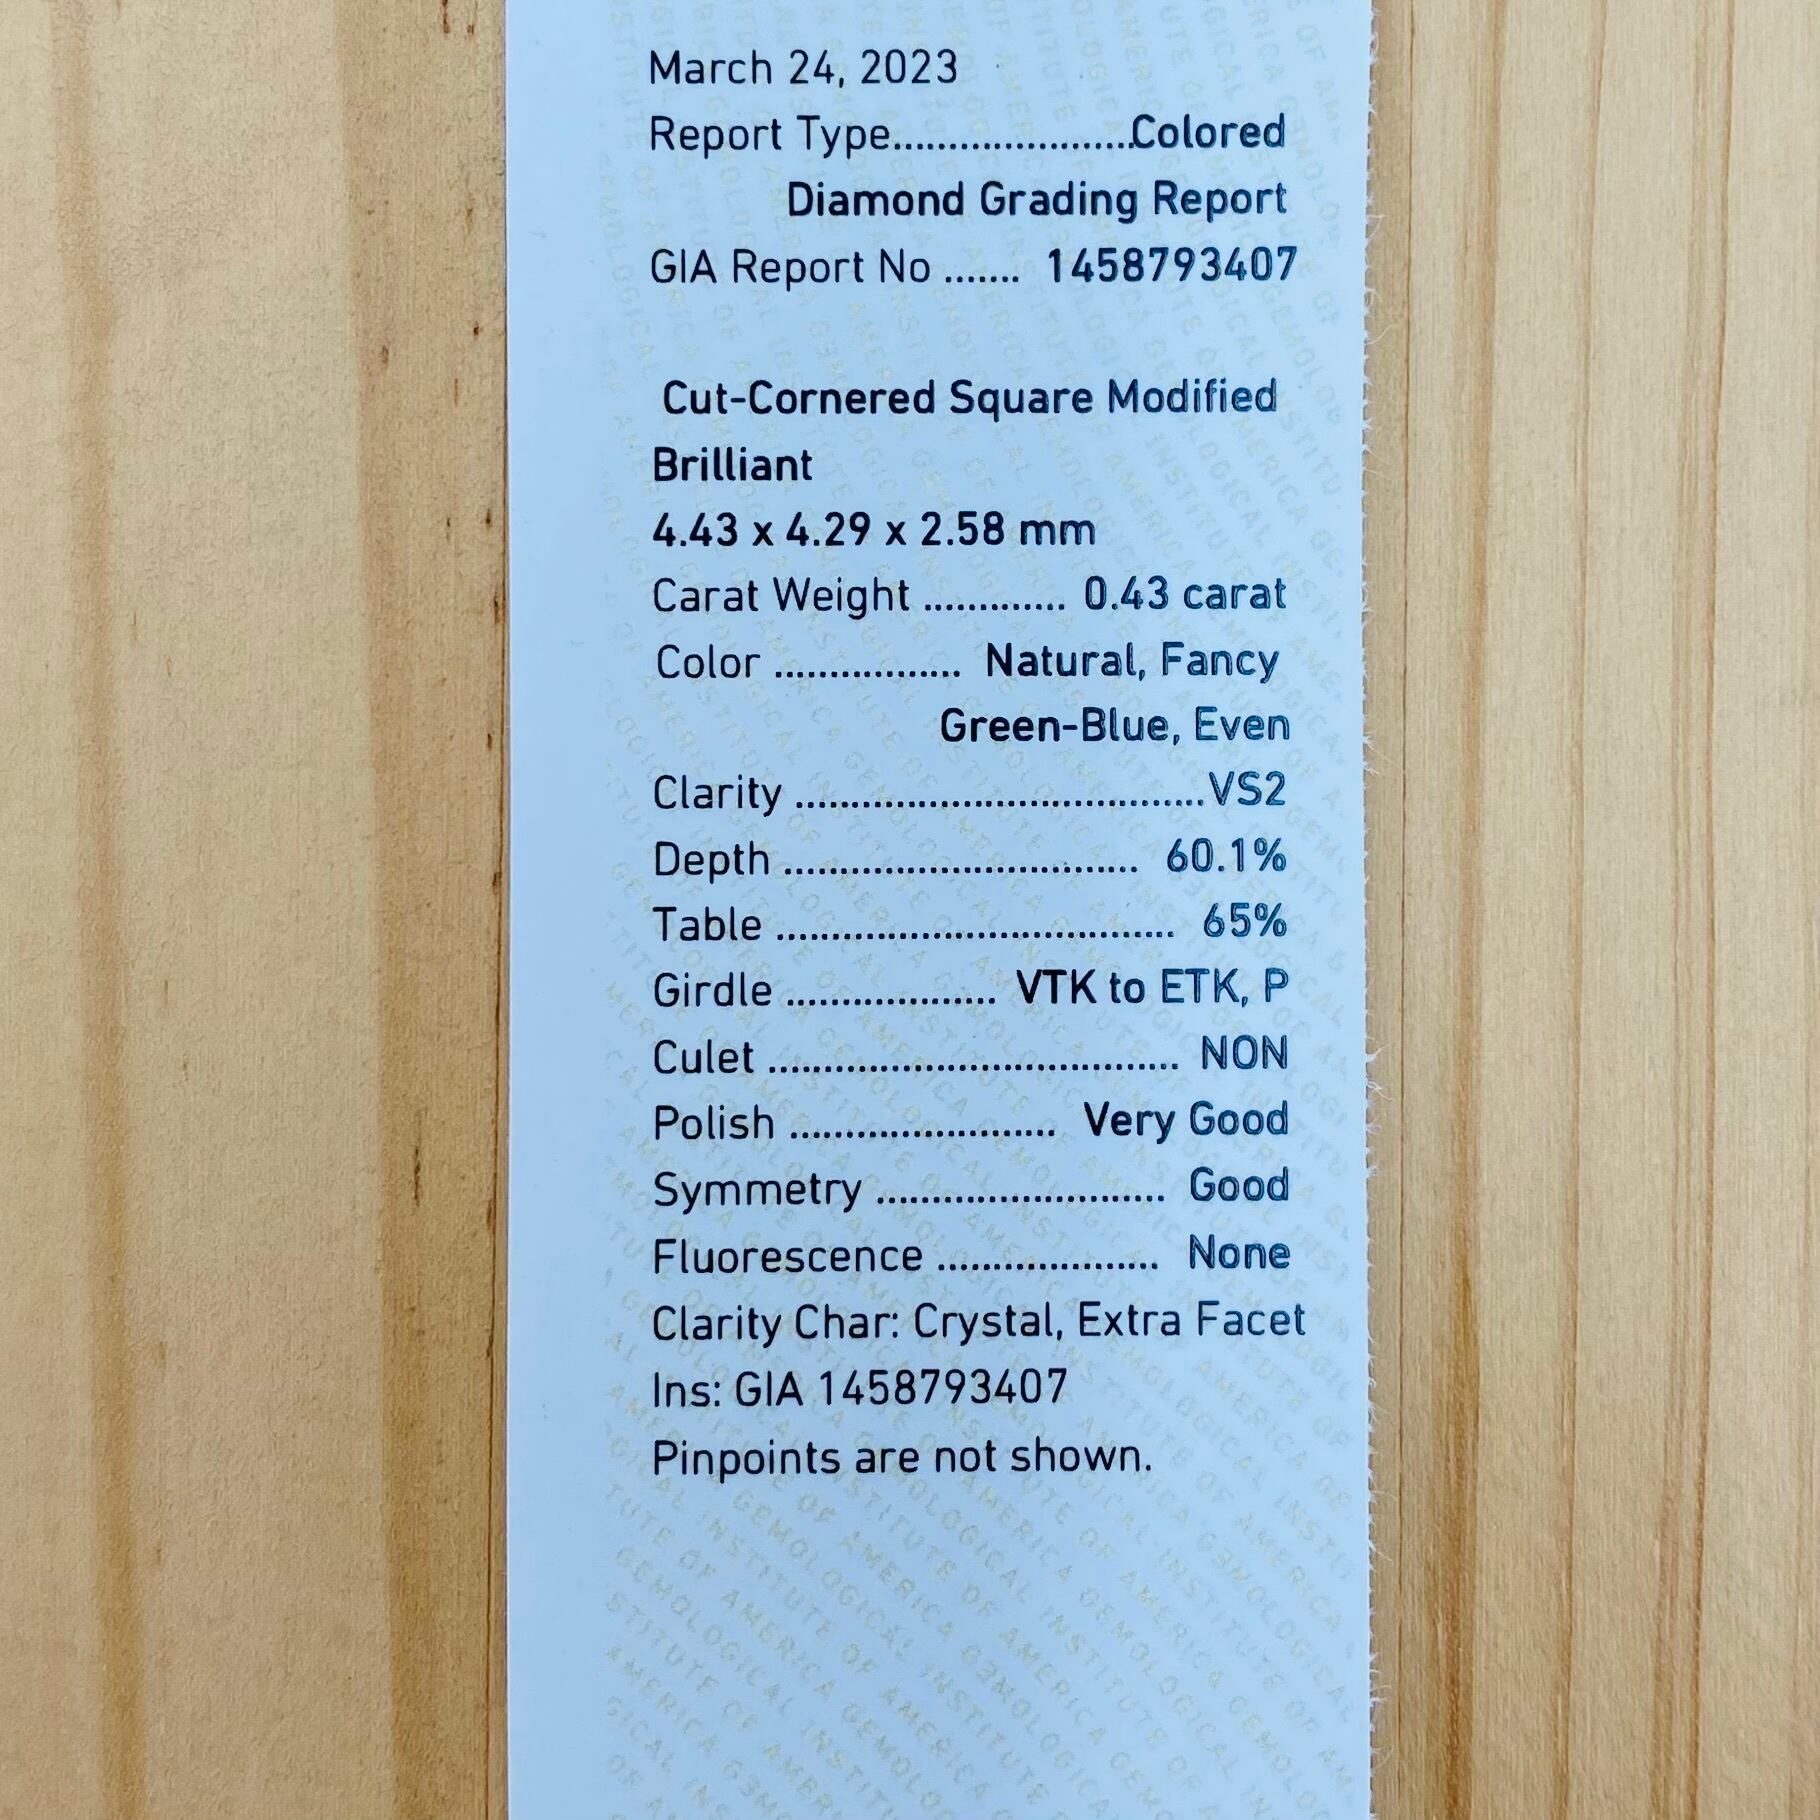 March 24, 2023
Report Type......................Colored
Diamond Grading Report
GIA Report No ....... 1458793407
Cut-Cornered Square Modified
Brilliant
4.43 x 4.29 x 2.58 mm
Carat Weight ............. 0.43 carat
Color ................. Natural, Fancy
Green-Blue, Even
Clarity .....................................VS2
Depth ................................ 60.1%
Table .................................... 65%
Girdle ................... VTK to ETK, P
Culet ..................................... NON
Polish ........................ Very Good
Symmetry .......................... Good
Fluorescence .................... None
Clarity Char: Crystal, Extra Facet
Ins: GIA 1458793407
Pinpoints are not shown.